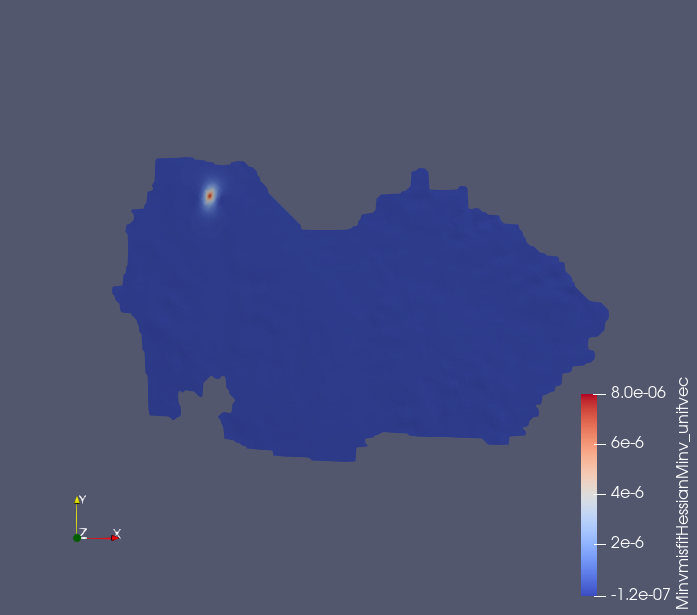 8.0e-06
6e-6
4e-6
2e-6
-1.2e-07
MinvmisfitHessianMinv_unitvec
Y
Z
X